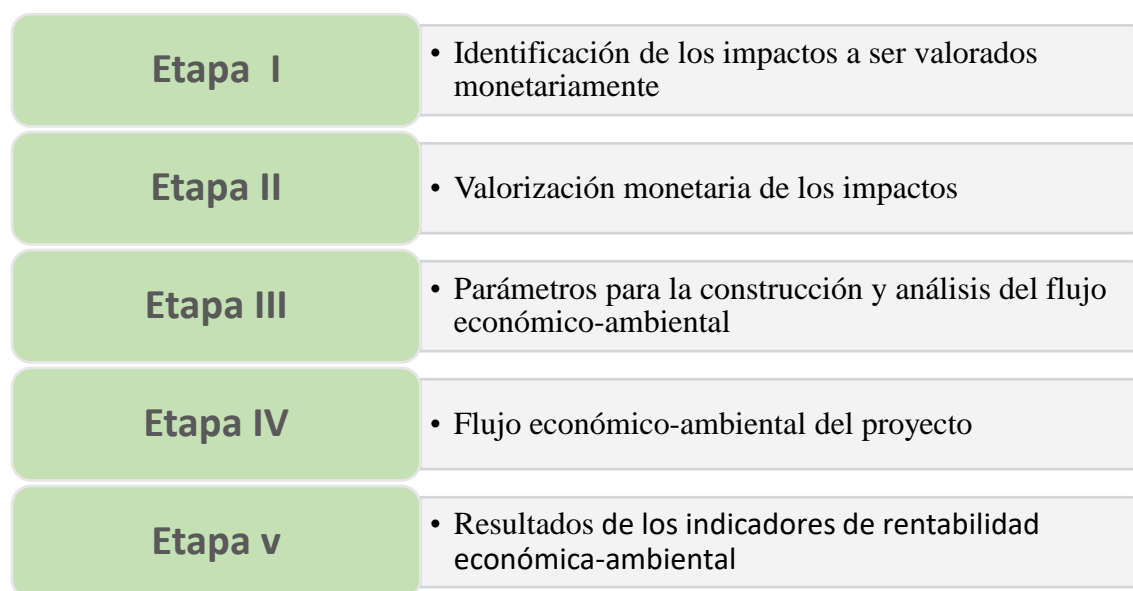 Etapa I
• Identificación de los impactos a ser valorados
monetariamente
Etapa II
• Valorización monetaria de los impactos
Etapa III
• Parámetros para la construcción y análisis del flujo
económico-ambiental
Etapa IV
• Flujo económico-ambiental del proyecto
Etapa v
• Resultados de los indicadores de rentabilidad
económica-ambiental